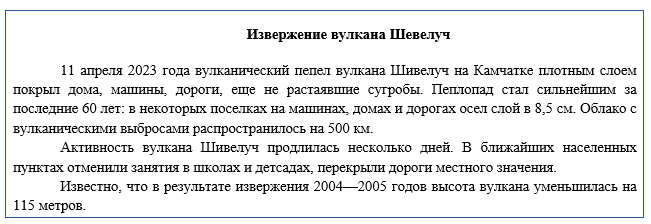 Извержение вулкана Шевелуч
11 апреля 2023 года вулканический пепел вулкана Шивелуч на Камчатке плотным слоем
покрыл дома, машины, дороги, еще не растаявшие сугробы. Пеплопад стал сильнейшим за
последние 60 лет: в некоторых поселках на машинах, домах и дорогах осел слой в 8,5 см. Облако с
вулканическими выбросами распространилось на 500 км.
Активность вулкана Шивелуч продлилась несколько дней. В ближайших населенных
пунктах отменили занятия в школах и детсадах, перекрыли дороги местного значения.
Известно, что в результате извержения 2004—2005 годов высота вулкана уменьшилась на
115 метров.